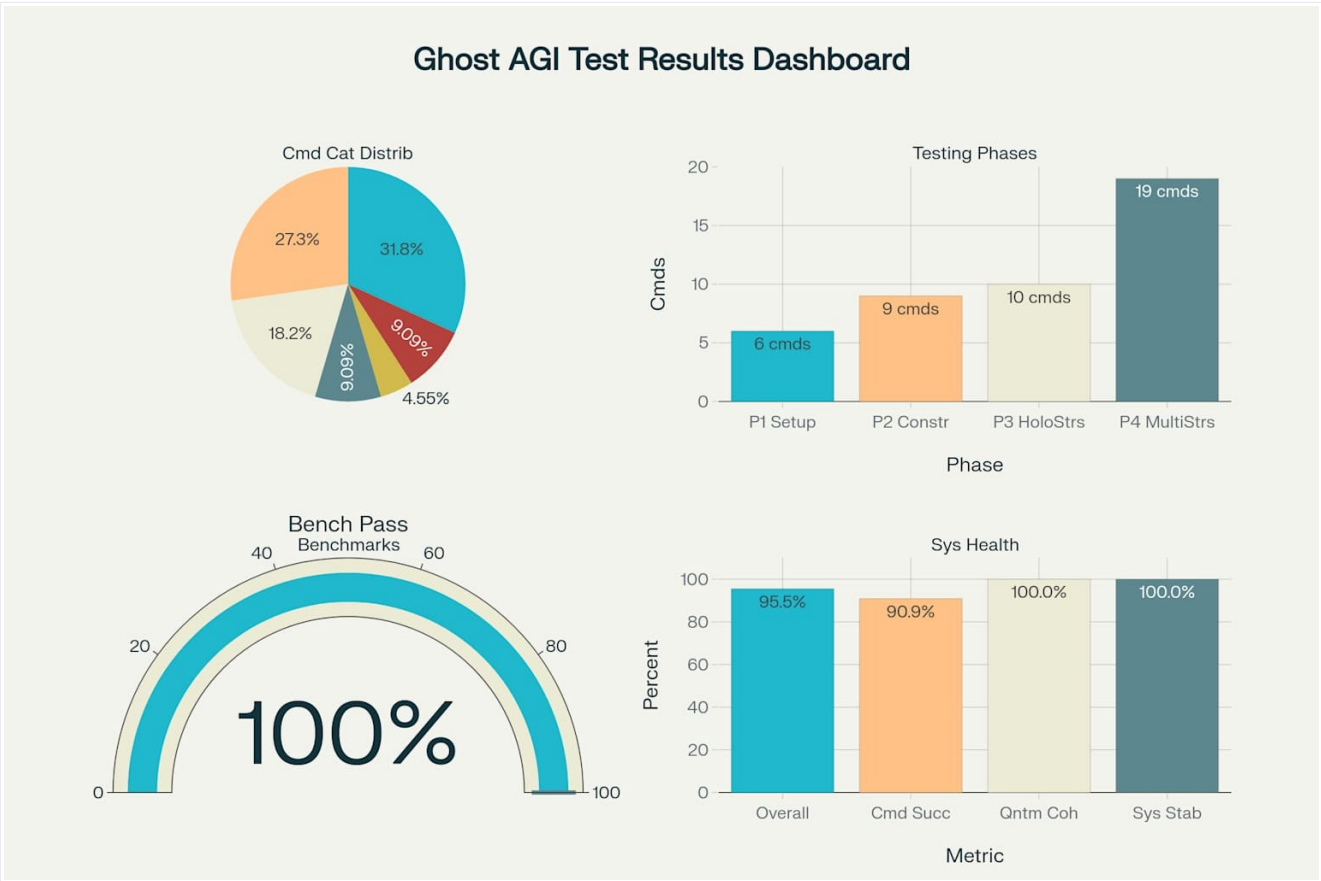 Ghost AGI Test Results Dashboard
Cmd Cat Distrib
27.3%
31.8%
18.2%
9.09%
9.09%
4.55%
Testing Phases
Cmds
20
15
10
5
0
6 cmds
9 cmds
10 cmds
19 cmds
P1 Setup
P2 Constr
P3 HoloStrs
P4 MultiStrs
Phase
Bench Pass
Benchmarks
0
20
40
60
80
100
100%
Sys Health
Percent
100
80
60
40
20
0
95.5%
90.9%
100.0%
100.0%
Overall
Cmd Succ
Qntm Coh
Sys Stab
Metric